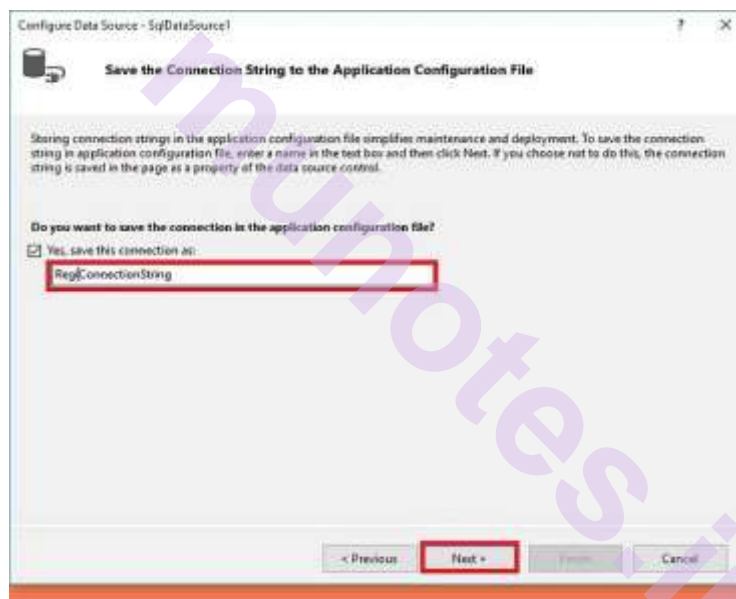 Configure Data Source - SqlDataSource1 ? ×
Save the Connection String to the Application Configuration File
Storing connection strings in the application configuration file simplifies maintenance and deployment. To save the connection
string in application configuration file, enter a name in the text box and then click Next. If you choose not to do this, the connection
string is saved in the page as a property of the data source control.
Do you want to save the connection in the application configuration file?
Yes, save this connection as:
RegiConnectionString
< Previous Next > Finish Cancel
munotes.i